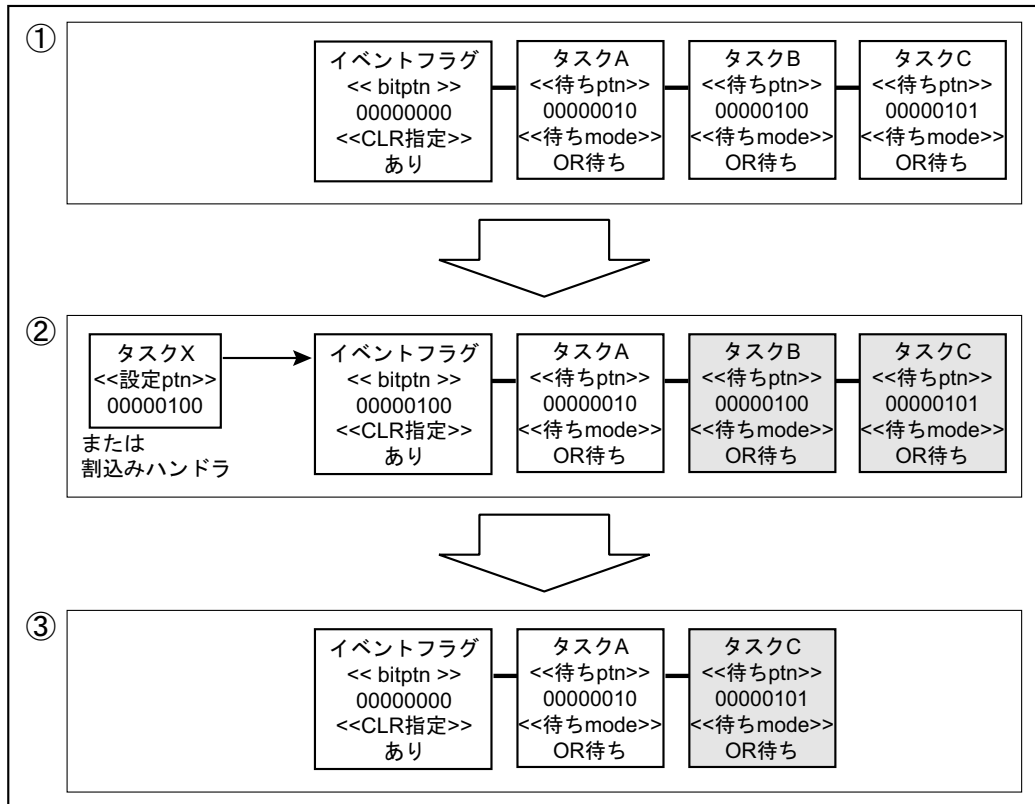 ①
イベントフラグ
<< bitptn >>
00000000
<<CLR指定>>
あり
タスクA
<<待ちptn>>
00000010
<<待ちmode>>
OR待ち
タスクB
<<待ちptn>>
00000100
<<待ちmode>>
OR待ち
タスクC
<<待ちptn>>
00000101
<<待ちmode>>
OR待ち
②
タスクX
<<設定ptn>>
00000100
または
割込みハンドラ
イベントフラグ
<< bitptn >>
00000100
<<CLR指定>>
あり
タスクA
<<待ちptn>>
00000010
<<待ちmode>>
OR待ち
タスクB
<<待ちptn>>
00000100
<<待ちmode>>
OR待ち
タスクC
<<待ちptn>>
00000101
<<待ちmode>>
OR待ち
③
イベントフラグ
<< bitptn >>
00000000
<<CLR指定>>
あり
タスクA
<<待ちptn>>
00000010
<<待ちmode>>
OR待ち
タスクC
<<待ちptn>>
00000101
<<待ちmode>>
OR待ち